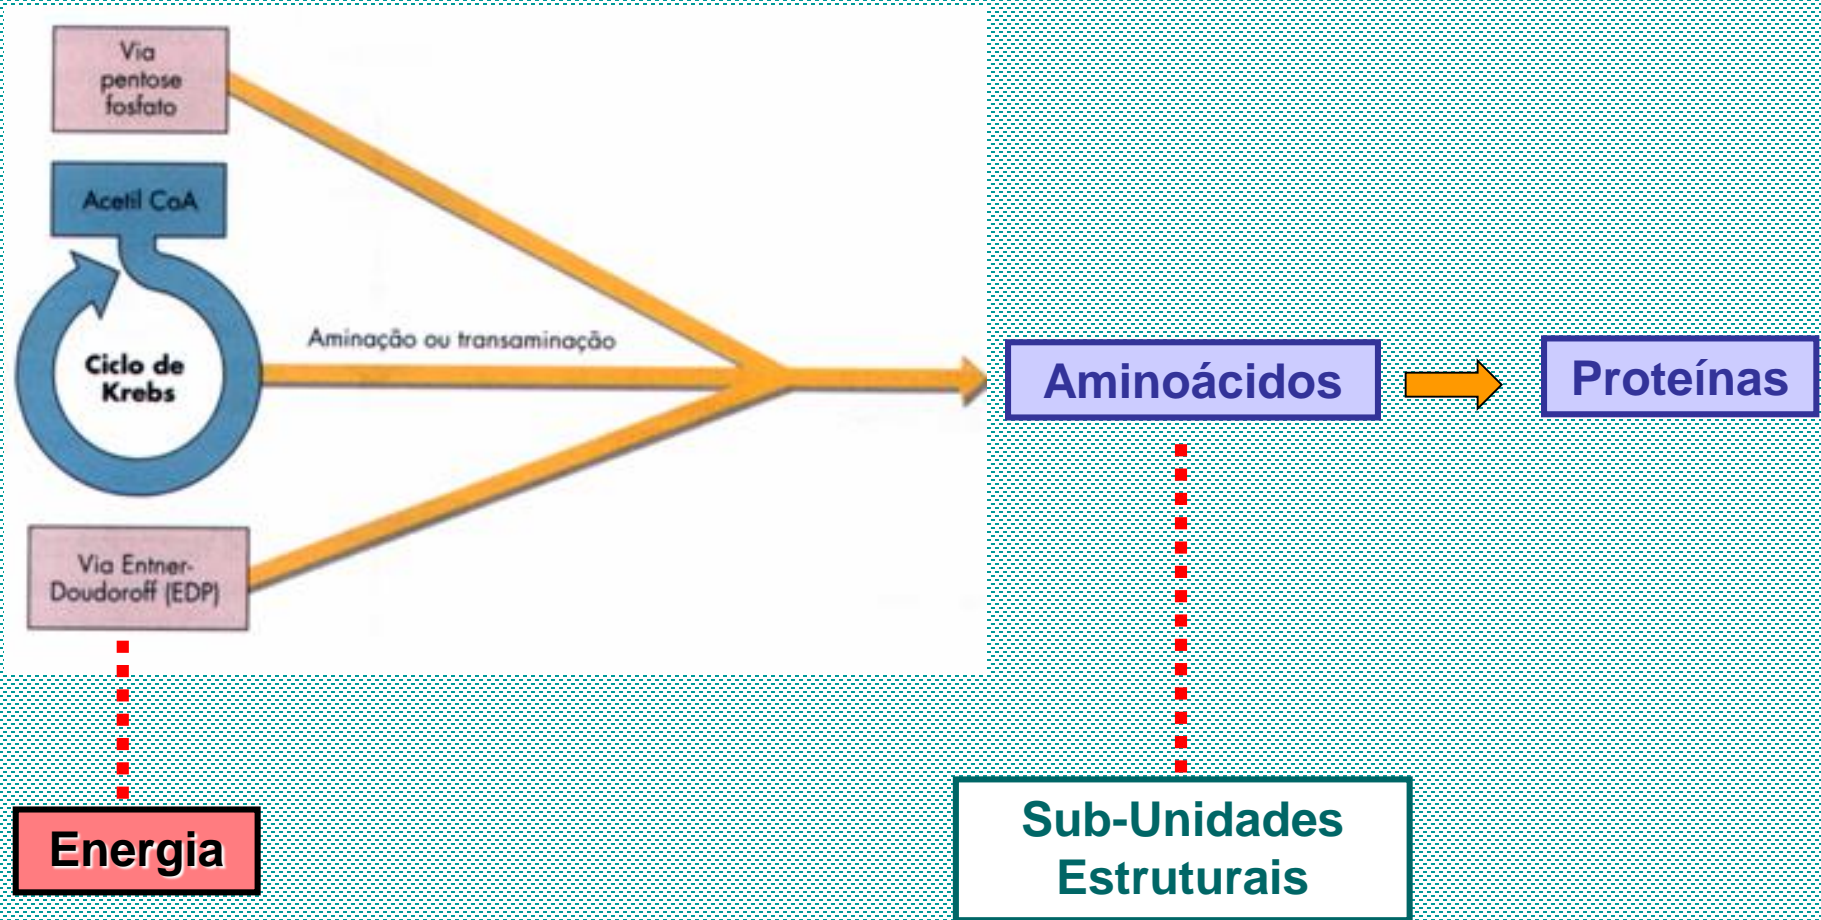 Via
pentose
fosfato
Acetil CoA
Aminação ou transaminação
Ciclo de
Krebs
Aminoácidos
Proteínas
Via Entner-
Doudoroff (EDP)
Energia
Sub-Unidades
Estruturais